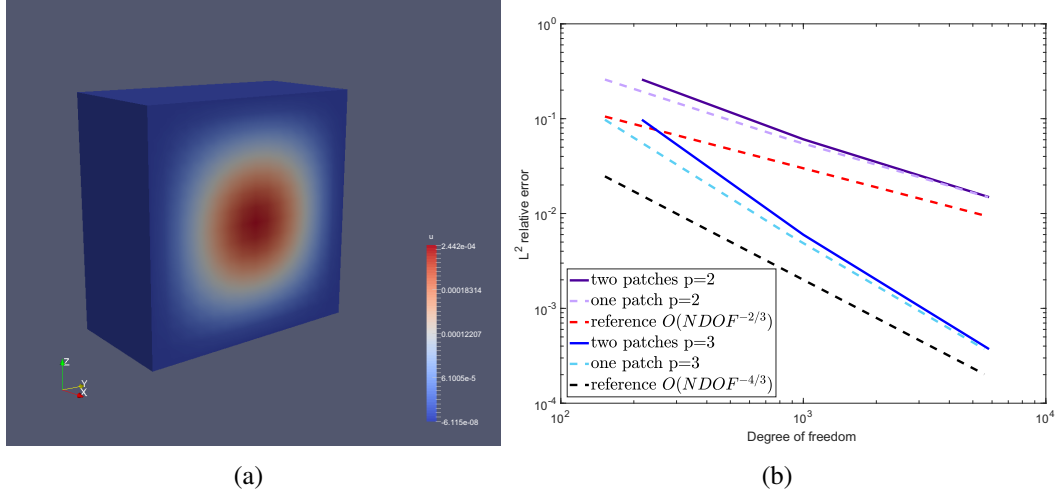 u
2.442e-04
0.00018314
0.00012207
6.1005e-5
-6.115e-08
Z
Y
X
(a)
10^0
10^-1
10^-2
10^-3
10^-4
L^2 relative error
two patches p=2
one patch p=2
reference O(NDOF^-2/3)
two patches p=3
one patch p=3
reference O(NDOF^-4/3)
10^2
10^3
10^4
Degree of freedom
(b)